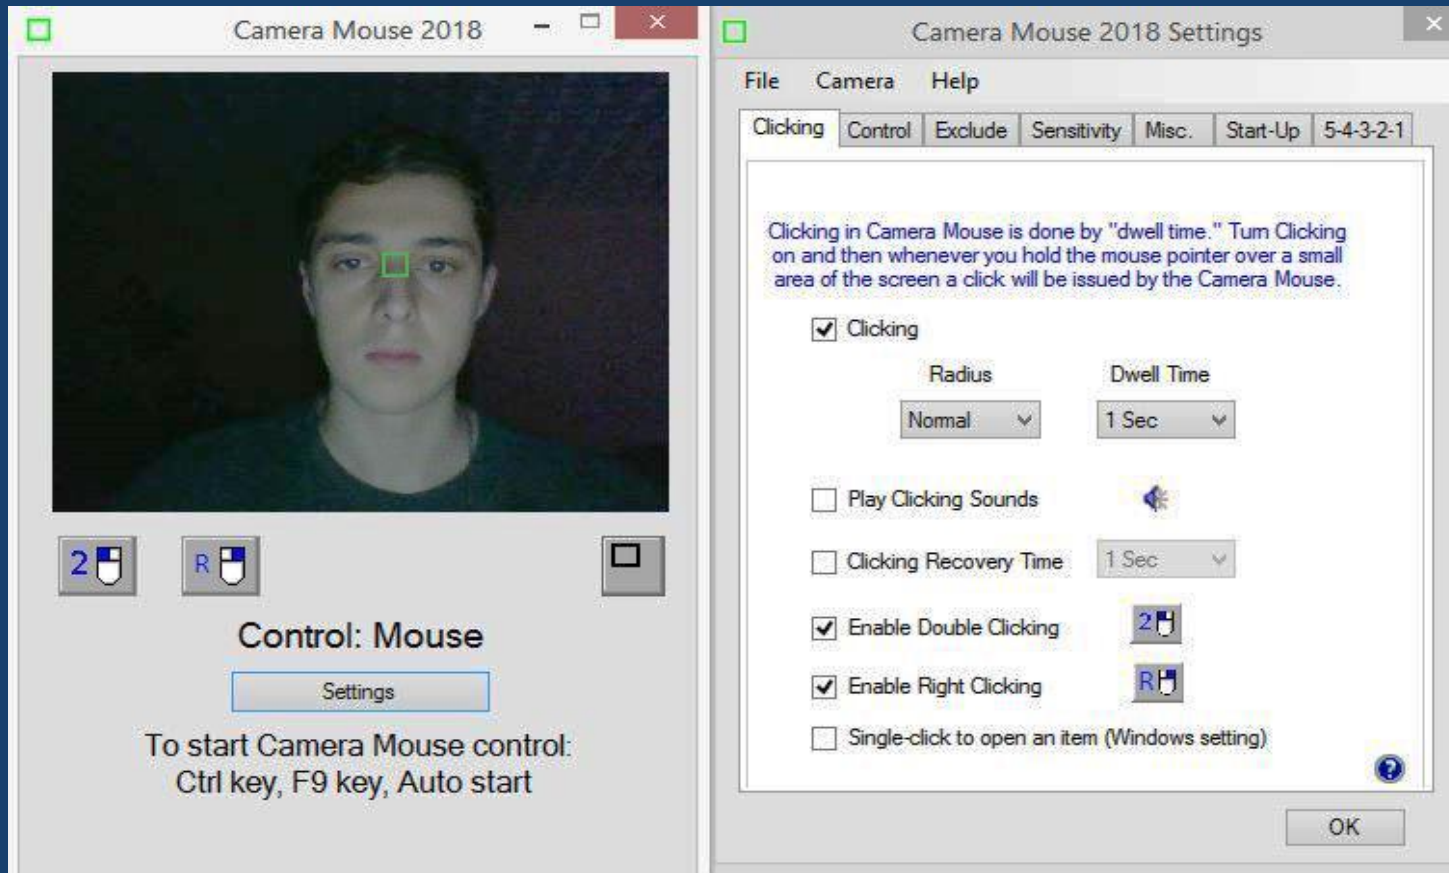 Camera Mouse 2018
2
R
Control: Mouse
Settings
To start Camera Mouse control:
Ctrl key, F9 key, Auto start
Camera Mouse 2018 Settings
File Camera Help
Clicking Control Exclude Sensitivity Misc. Start-Up 5-4-3-2-1
Clicking in Camera Mouse is done by "dwell time." Turn Clicking
on and then whenever you hold the mouse pointer over a small
area of the screen a click will be issued by the Camera Mouse.
Clicking
Radius Dwell Time
Normal 1 Sec
Play Clicking Sounds
Clicking Recovery Time 1 Sec
Enable Double Clicking 2
Enable Right Clicking R
Single-click to open an item (Windows setting)
?
OK